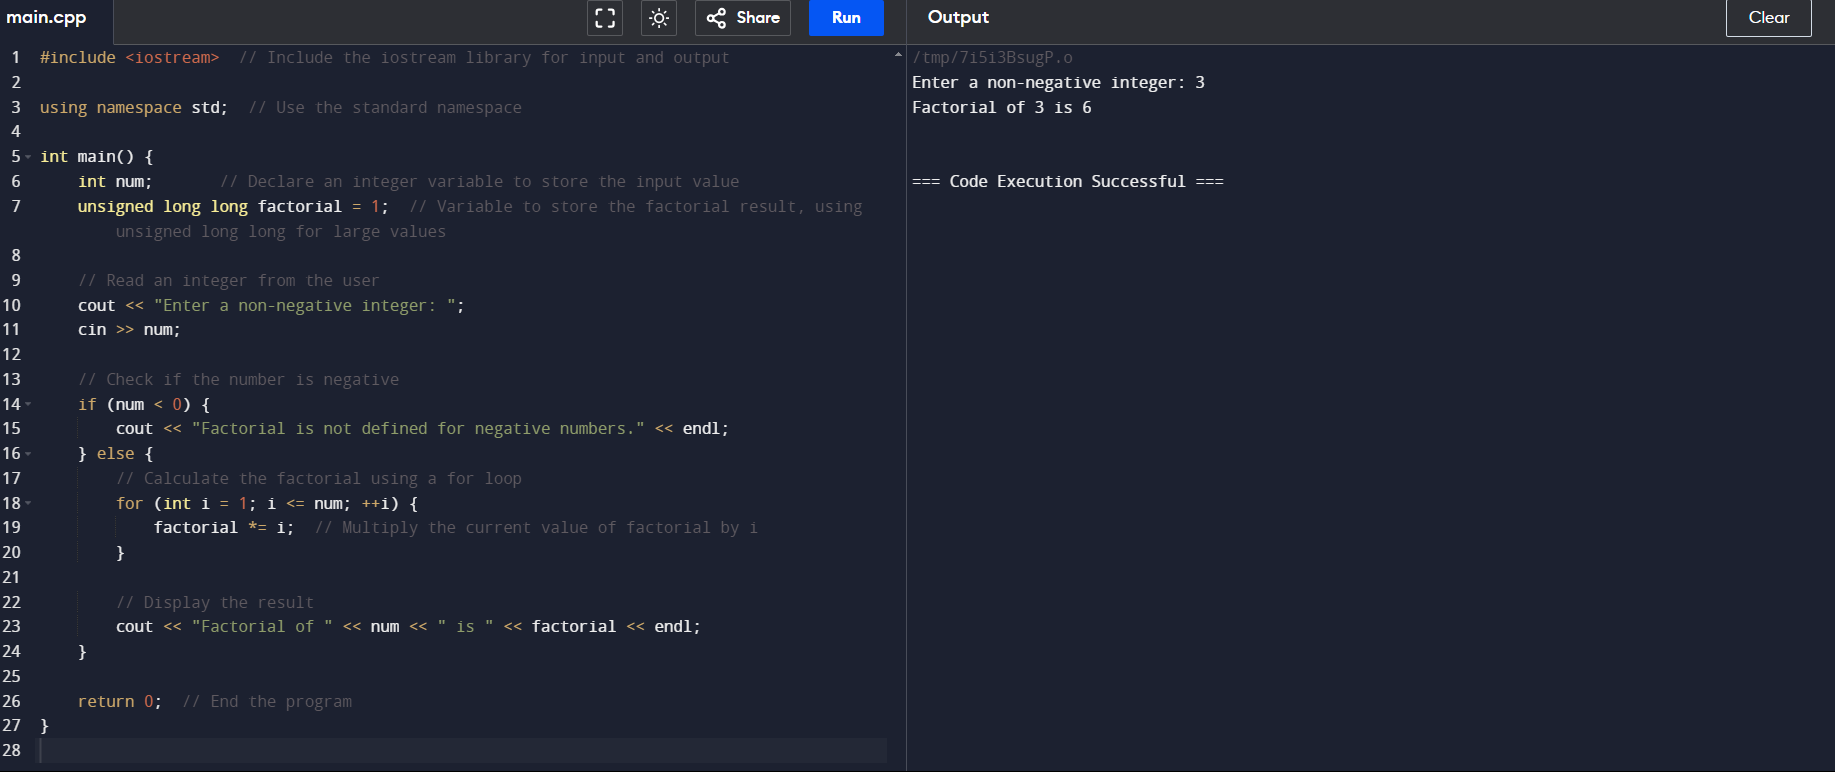 main.cpp
Share
Run
Output
Clear
1 #include <iostream>  // Include the iostream library for input and output
2
3 using namespace std;  // Use the standard namespace
4
5 int main() {
6     int num;       // Declare an integer variable to store the input value
7     unsigned long long factorial = 1;  // Variable to store the factorial result, using
        unsigned long long for large values
8
9     // Read an integer from the user
10     cout << "Enter a non-negative integer: ";
11     cin >> num;
12
13     // Check if the number is negative
14     if (num < 0) {
15         cout << "Factorial is not defined for negative numbers." << endl;
16     } else {
17         // Calculate the factorial using a for loop
18         for (int i = 1; i <= num; ++i) {
19             factorial *= i;  // Multiply the current value of factorial by i
20         }
21
22         // Display the result
23         cout << "Factorial of " << num << " is " << factorial << endl;
24     }
25
26     return 0;  // End the program
27 }
28
/tmp/7i5i3BsugP.o
Enter a non-negative integer: 3
Factorial of 3 is 6
=== Code Execution Successful ===